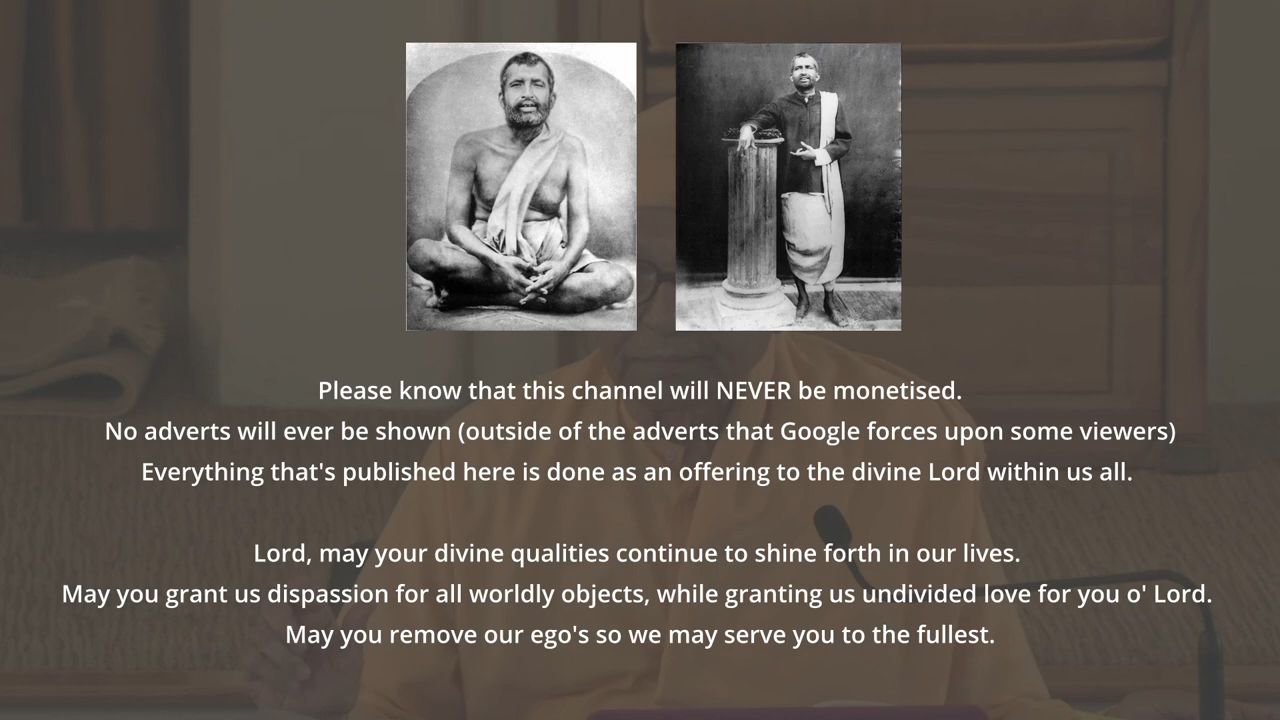 Please know that this channel will NEVER be monetised.
No adverts will ever be shown (outside of the adverts that Google forces upon some viewers)
Everything that's published here is done as an offering to the divine Lord within us all.
Lord, may your divine qualities continue to shine forth in our lives.
May you grant us dispassion for all worldly objects, while granting us undivided love for you o' Lord.
May you remove our ego's so we may serve you to the fullest.